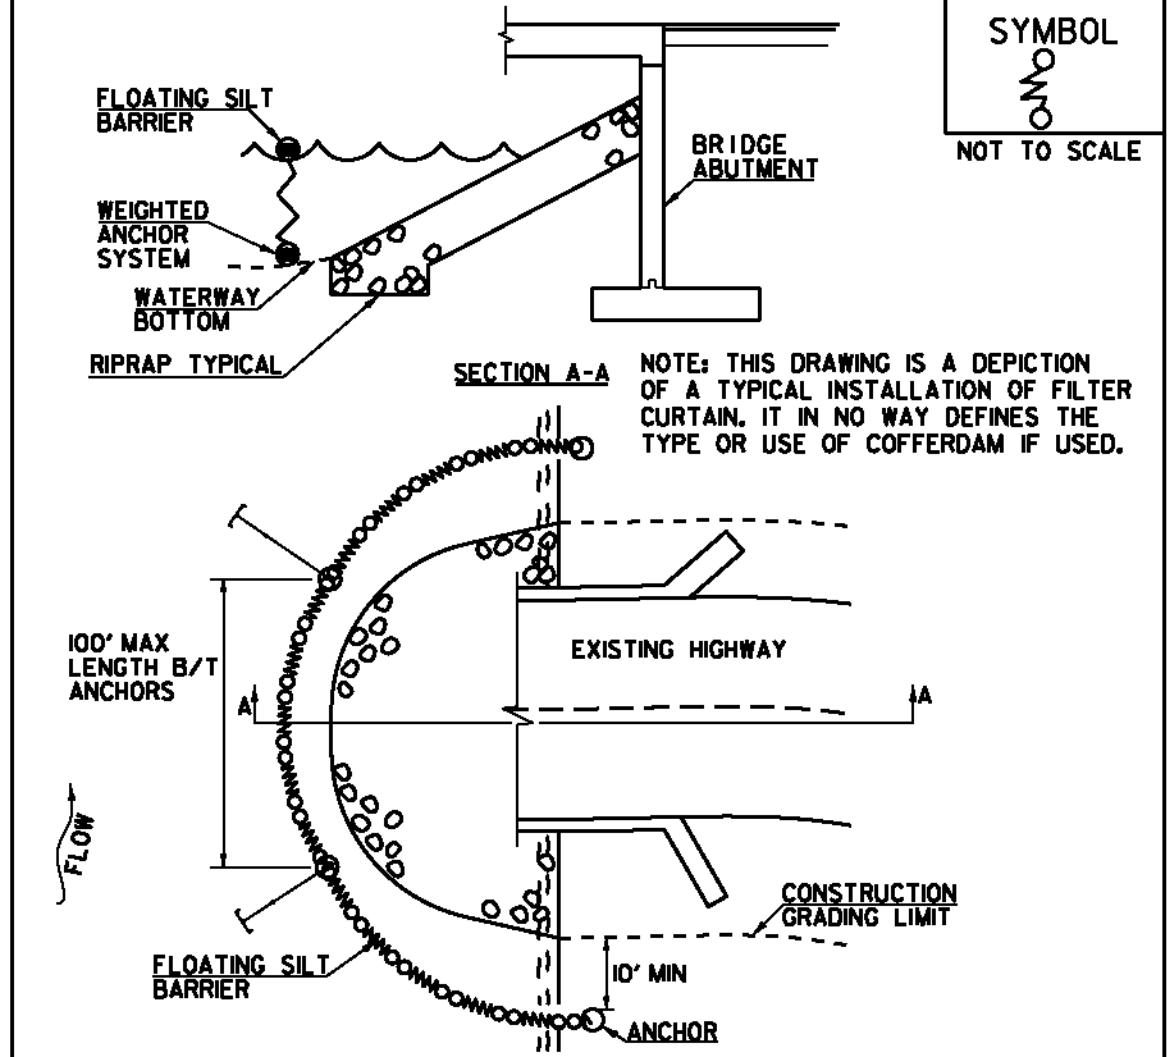 SYMBOL
NOT TO SCALE
FLOATING SILT
BARRIER
BRIDGE
ABUTMENT
WEIGHTED
ANCHOR
SYSTEM
WATERWAY
BOTTOM
RIPRAP TYPICAL
SECTION A-A
NOTE: THIS DRAWING IS A DEPICTION
OF A TYPICAL INSTALLATION OF FILTER
CURTAIN. IT IN NO WAY DEFINES THE
TYPE OR USE OF COFFERDAM IF USED.
100' MAX
LENGTH B/T
ANCHORS
EXISTING HIGHWAY
A
A
FLOW
CONSTRUCTION
GRADING LIMIT
FLOATING SILT
BARRIER
10' MIN
ANCHOR